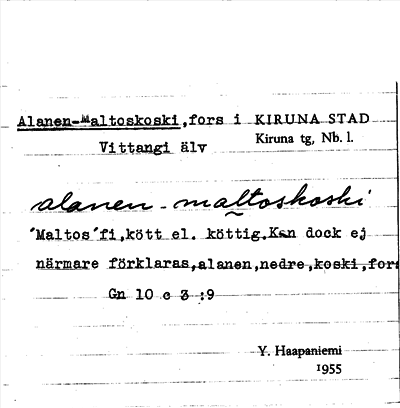 Alanen-Maltoskoski,fors i KIRUNA STAD
Vittangi älv Kiruna tg, Nb. l.
alanen-maltoskoski
´Maltos´fi,kött el. köttig.Kan dock ej
närmare förklaras,alanen,nedre,koski,fors
Gn 10 c 3 :9
Y. Haapaniemi
1955